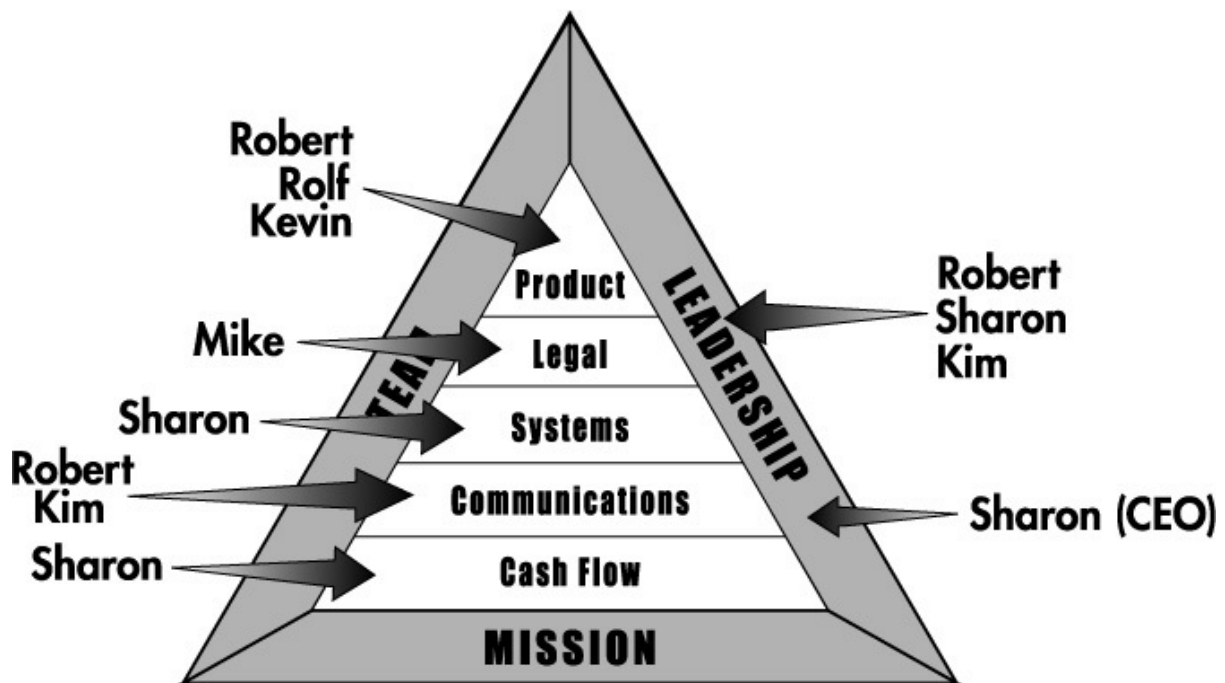 Robert
Rolf
Kevin
Product
Robert
Sharon
Kim
LEADERSHIP
Mike
Legal
TEAM
Sharon
Systems
Robert
Kim
Communications
Sharon (CEO)
Sharon
Cash Flow
MISSION